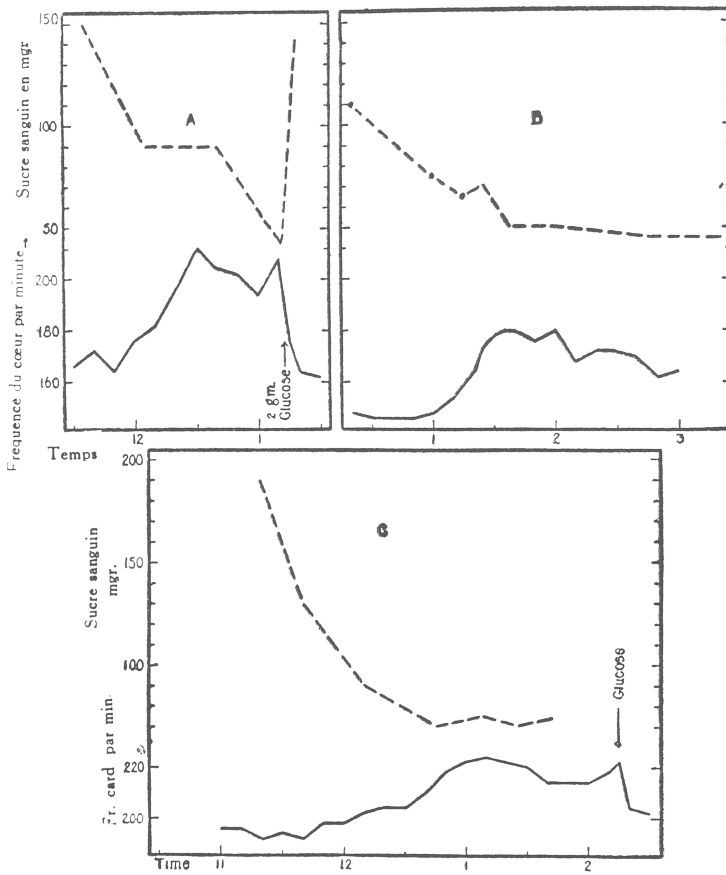 Sucre sanguin en mgr
Frequence du cœur par minute →
150
100
50
200
180
160
A
2 gm.
Glucose
B
12
1
1
2
3
Temps
Sucre sanguin
mgr.
Fr. card par min.
200
150
100
220
200
C
Glucose
Time
11
12
1
2